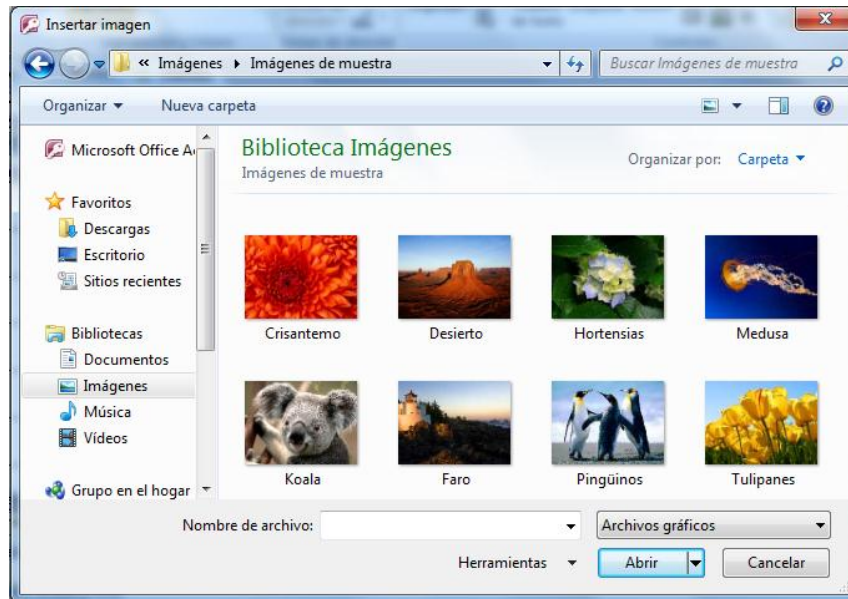 Insertar imagen
« Imágenes ▸ Imágenes de muestra
Buscar Imágenes de muestra
Organizar
Nueva carpeta
Microsoft Office A
Favoritos
Descargas
Escritorio
Sitios recientes
Bibliotecas
Documentos
Imágenes
Música
Vídeos
Grupo en el hogar
Biblioteca Imágenes
Imágenes de muestra
Organizar por: Carpeta
Crisantemo
Desierto
Hortensias
Medusa
Koala
Faro
Pingüinos
Tulipanes
Nombre de archivo:
Archivos gráficos
Herramientas
Abrir
Cancelar